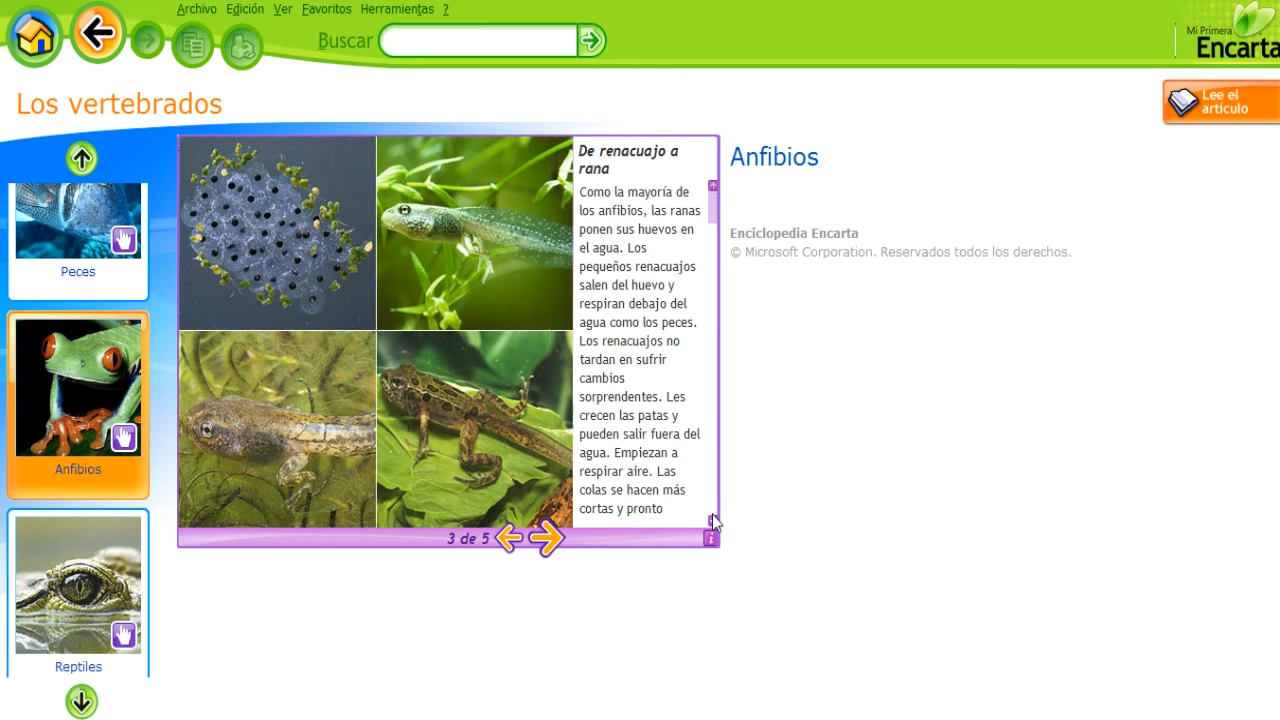 Archivo Edición Ver Favoritos Herramientas ?
Buscar
Mi Primera
Encarta
Los vertebrados
Lee el
artículo
Peces
Anfibios
Reptiles
De renacuajo a
rana
Como la mayoría de
los anfibios, las ranas
ponen sus huevos en
el agua. Los
pequeños renacuajos
salen del huevo y
respiran debajo del
agua como los peces.
Los renacuajos no
tardan en sufrir
cambios
sorprendentes. Les
crecen las patas y
pueden salir fuera del
agua. Empiezan a
respirar aire. Las
colas se hacen más
cortas y pronto
3 de 5
i
Anfibios
Enciclopedia Encarta
© Microsoft Corporation. Reservados todos los derechos.